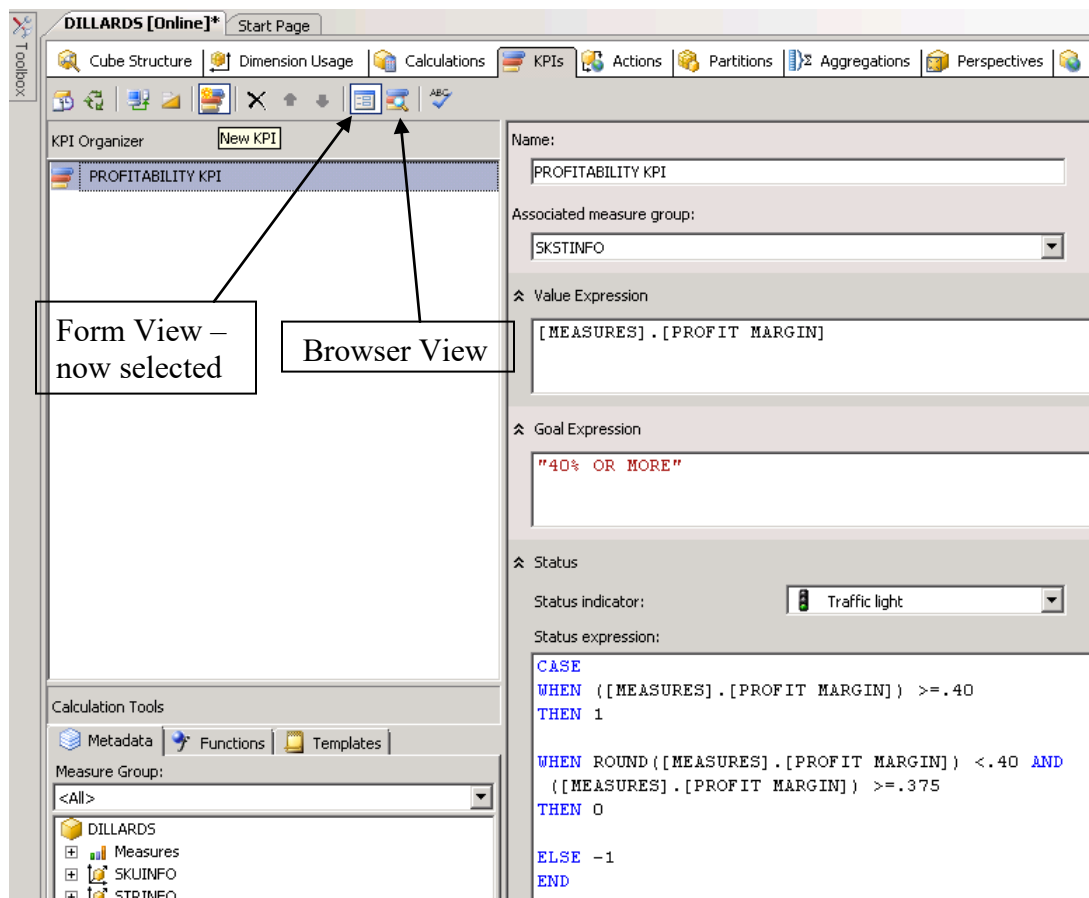 DILLARDS [Online]* Start Page
Toolbox
Cube Structure Dimension Usage Calculations KPIs Actions Partitions Aggregations Perspectives
ABC
KPI Organizer
New KPI
PROFITABILITY KPI
Form View –
now selected
Browser View
Calculation Tools
Metadata Functions Templates
Measure Group:
<All>
DILLARDS
Measures
SKUINFO
STRINFO
Name:
PROFITABILITY KPI
Associated measure group:
SKSTINFO
Value Expression
[MEASURES].[PROFIT MARGIN]
Goal Expression
"40% OR MORE"
Status
Status indicator: Traffic light
Status expression:
CASE
WHEN ([MEASURES].[PROFIT MARGIN]) >=.40
THEN 1
WHEN ROUND([MEASURES].[PROFIT MARGIN]) <.40 AND
([MEASURES].[PROFIT MARGIN]) >=.375
THEN 0
ELSE -1
END